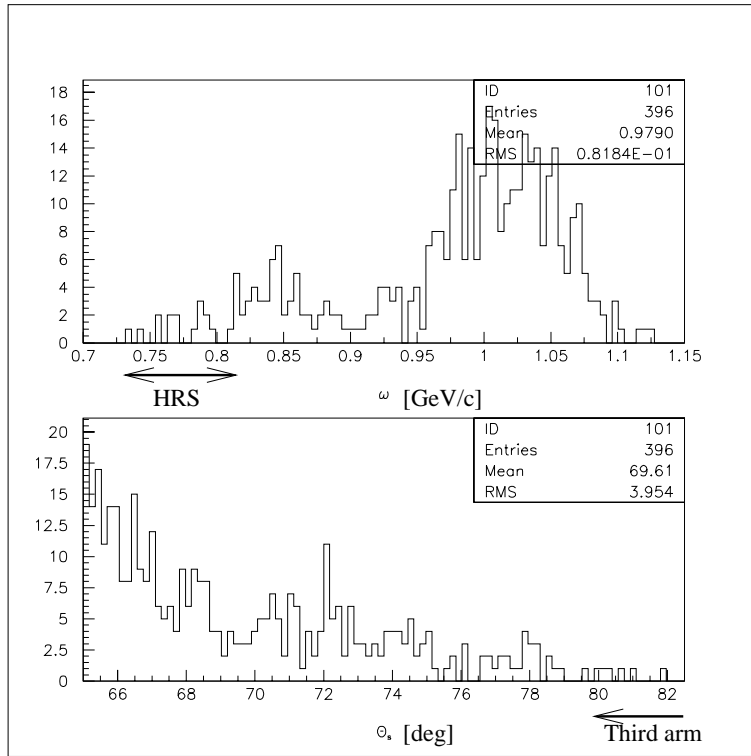 18
16
14
12
10
8
6
4
2
0
ID 101
Entries 396
Mean 0.9790
RMS 0.8184E-01
0.7 0.75 0.8 0.85 0.9 0.95 1 1.05 1.1 1.15
HRS ω [GeV/c]
20
17.5
15
12.5
10
7.5
5
2.5
0
ID 101
Entries 396
Mean 69.61
RMS 3.954
66 68 70 72 74 76 78 80 82
Θs [deg] Third arm